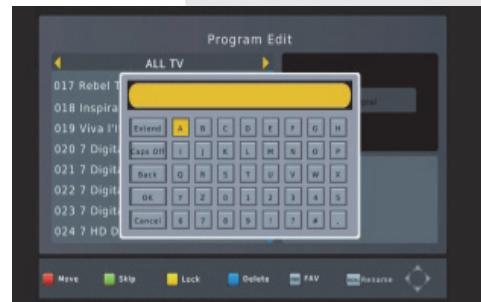 Program Edit
ALL TV
017 Rebel T
018 Inspira
019 Viva l'I
020 7 Digit
021 7 Digit
022 7 Digit
023 7 Digit
024 7 HD D
Extend A B C D E F G H
Caps Off I J K L M N O P
Back Q R S T U V W X
OK Y Z 0 1 2 3 4 5
Cancel 6 7 8 9 ! ? # .
Move Skip Lock Delete FAV Rename